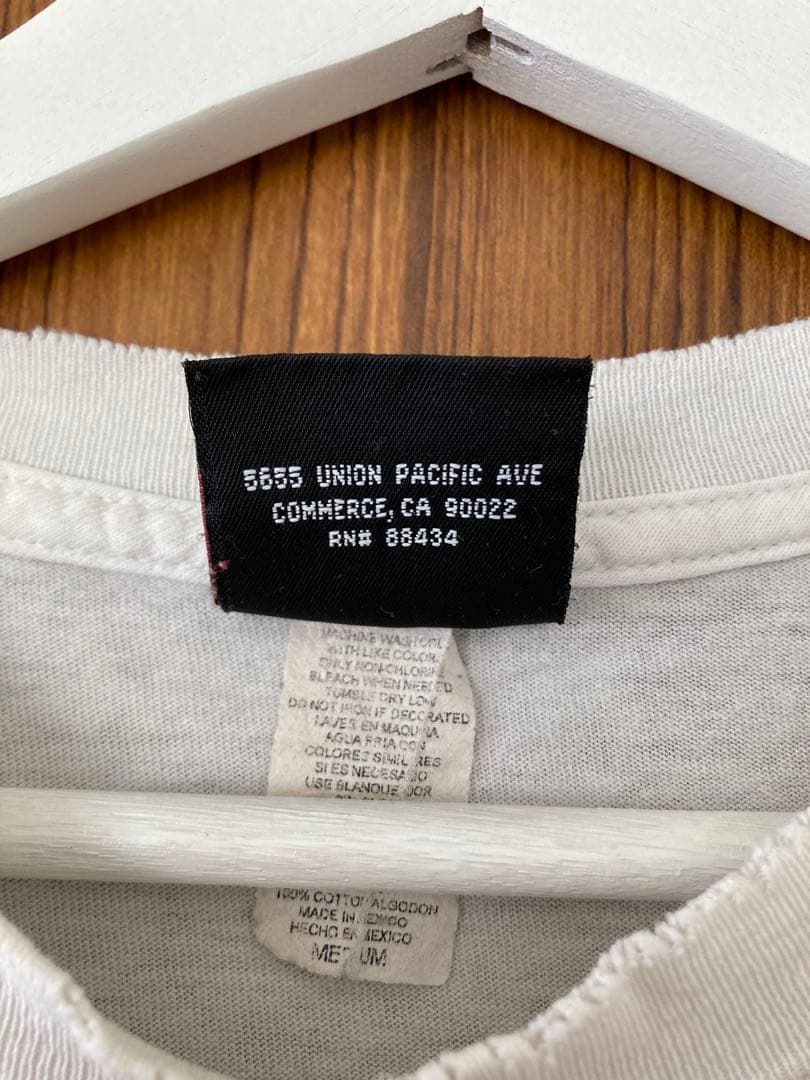 5655 UNION PACIFIC AVE
COMMERCE, CA 90022
RN# 88434
MACHINE WASH COOL
WITH LIKE COLORS
ONLY NON-CHLORINE
BLEACH WHEN NEEDED
TUMBLE DRY LOW
DO NOT IRON IF DECORATED
LAVES EN MAQUINA
AGUA FRIA CON
COLORES SIMILARES
SI ES NECESARIO
USE BLANQUEADOR
100% COTTON ALGODON
MADE IN MEXICO
HECHO EN MEXICO
MEDIUM